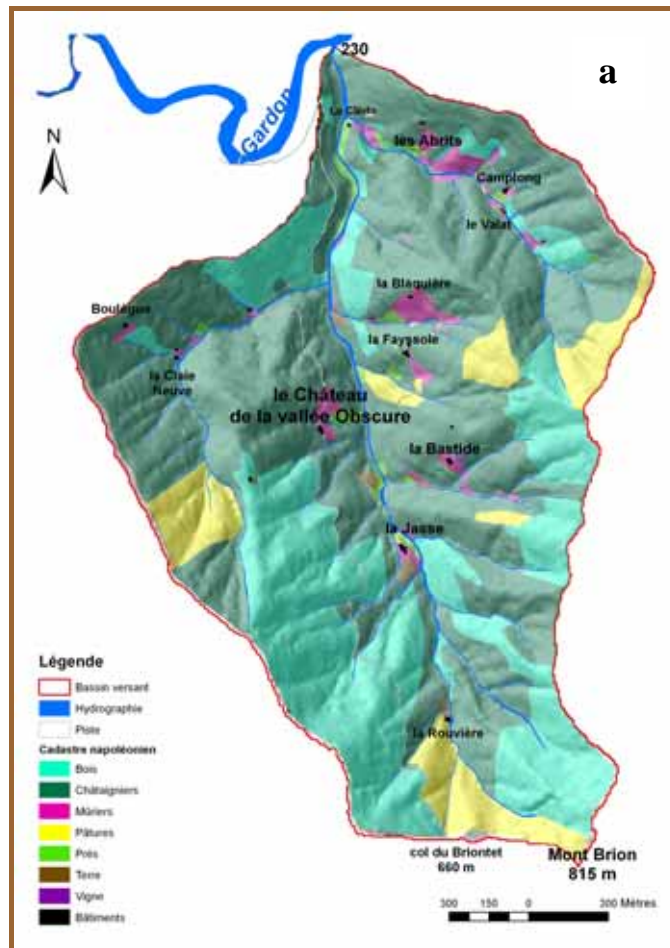 a
230
Gardon
N
le Clède
les Abrits
Camplong
le Valat
la Blaquière
Boulègue
la Fayssole
la Claie
Neuve
le Château
de la vallée Obscure
la Bastide
la Jasse
la Rouvière
col du Briontet
660 m
Mont Brion
815 m
Légende
Bassin versant
Hydrographie
Piste
Cadastre napoléonien
Bois
Châtaigniers
Mûriers
Pâtures
Prés
Terre
Vigne
Bâtiments
300 150 0 300 Mètres